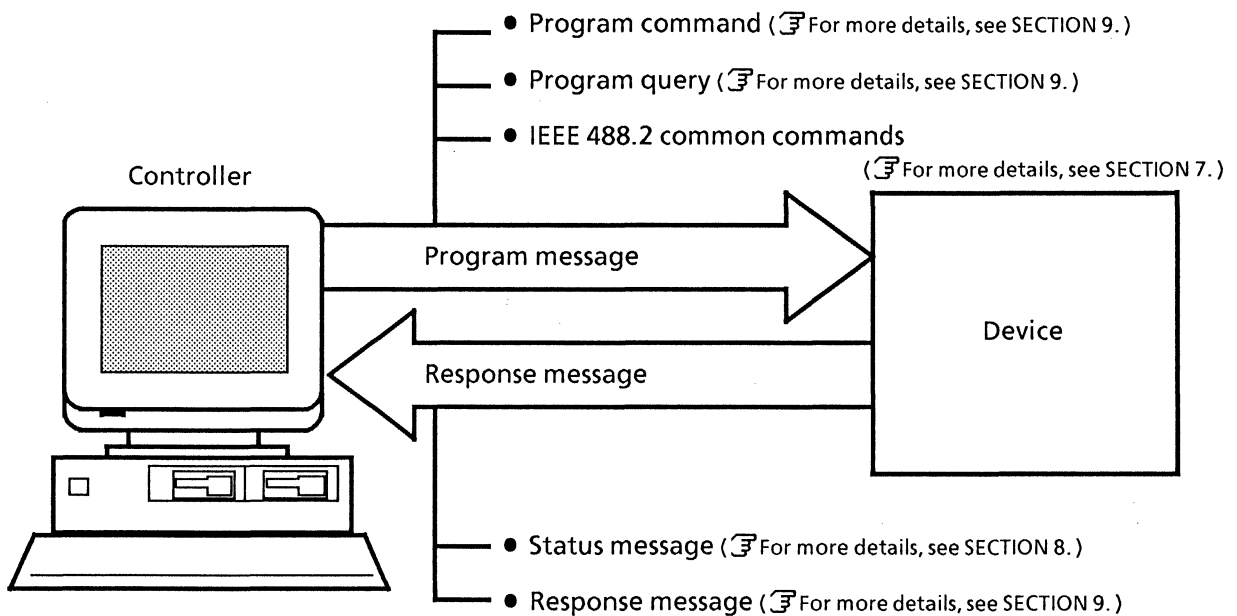 ● Program command (☞ For more details, see SECTION 9.)
● Program query (☞ For more details, see SECTION 9.)
● IEEE 488.2 common commands
(☞ For more details, see SECTION 7.)
Controller
Program message
Device
Response message
● Status message (☞ For more details, see SECTION 8.)
● Response message (☞ For more details, see SECTION 9.)